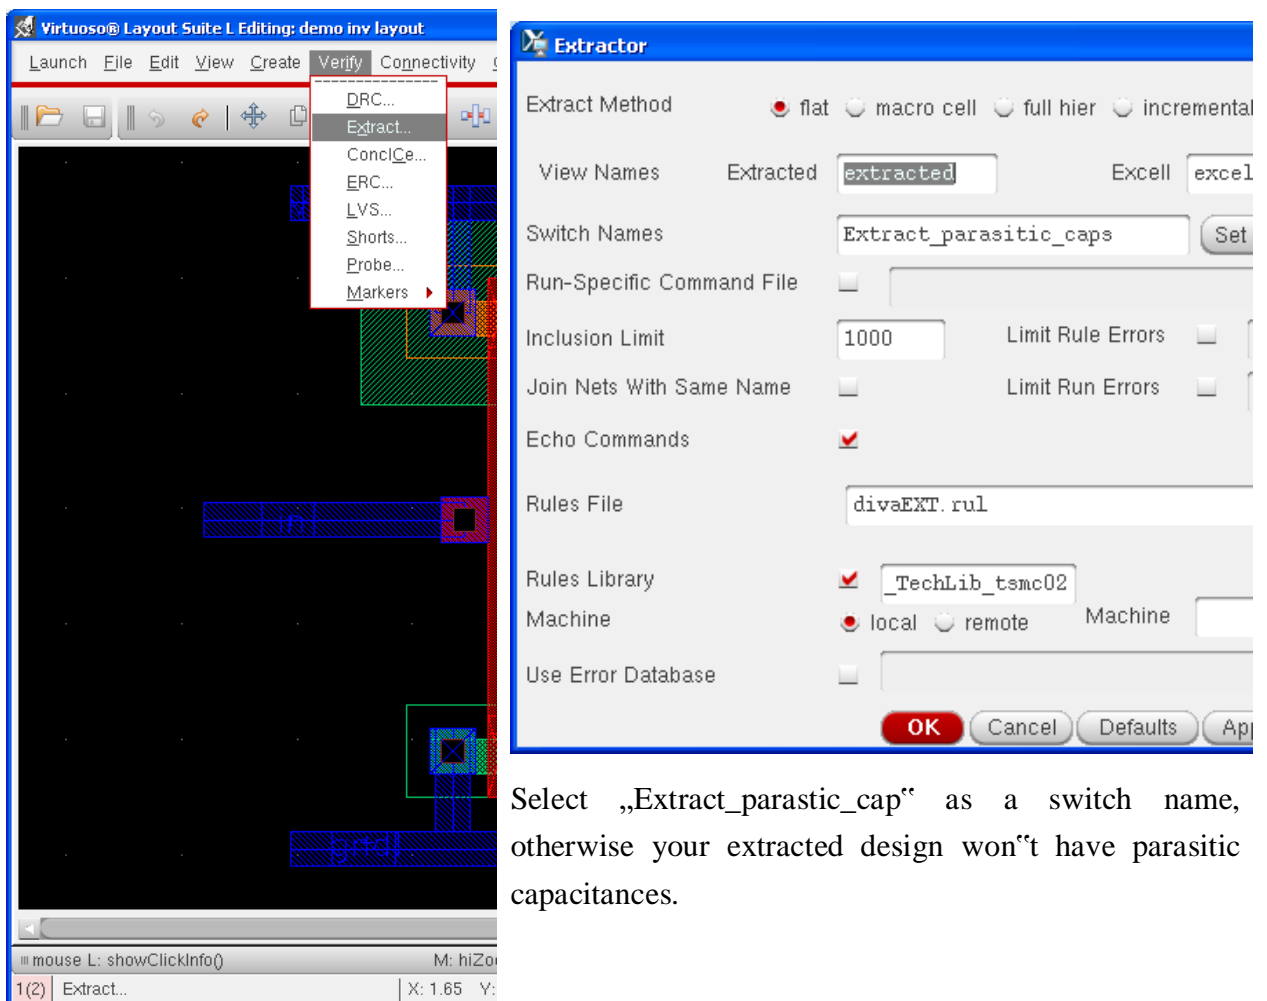 Virtuoso® Layout Suite L Editing: demo inv layout
Launch File Edit View Create Verify Connectivity
DRC...
Extract...
ConclCe...
ERC...
LVS...
Shorts...
Probe...
Markers
in
gnd!
mouse L: showClickInfo() M: hiZo
1(2) Extract... X: 1.65 Y:
Extractor
Extract Method flat macro cell full hier incremental
View Names Extracted extracted Excell excel
Switch Names Extract_parasitic_caps Set
Run-Specific Command File
Inclusion Limit 1000 Limit Rule Errors
Join Nets With Same Name Limit Run Errors
Echo Commands
Rules File divaEXT.rul
Rules Library _TechLib_tsmc02
Machine local remote Machine
Use Error Database
OK Cancel Defaults App
Select „Extract_parastic_cap‟ as a switch name,
otherwise your extracted design won‟t have parasitic
capacitances.